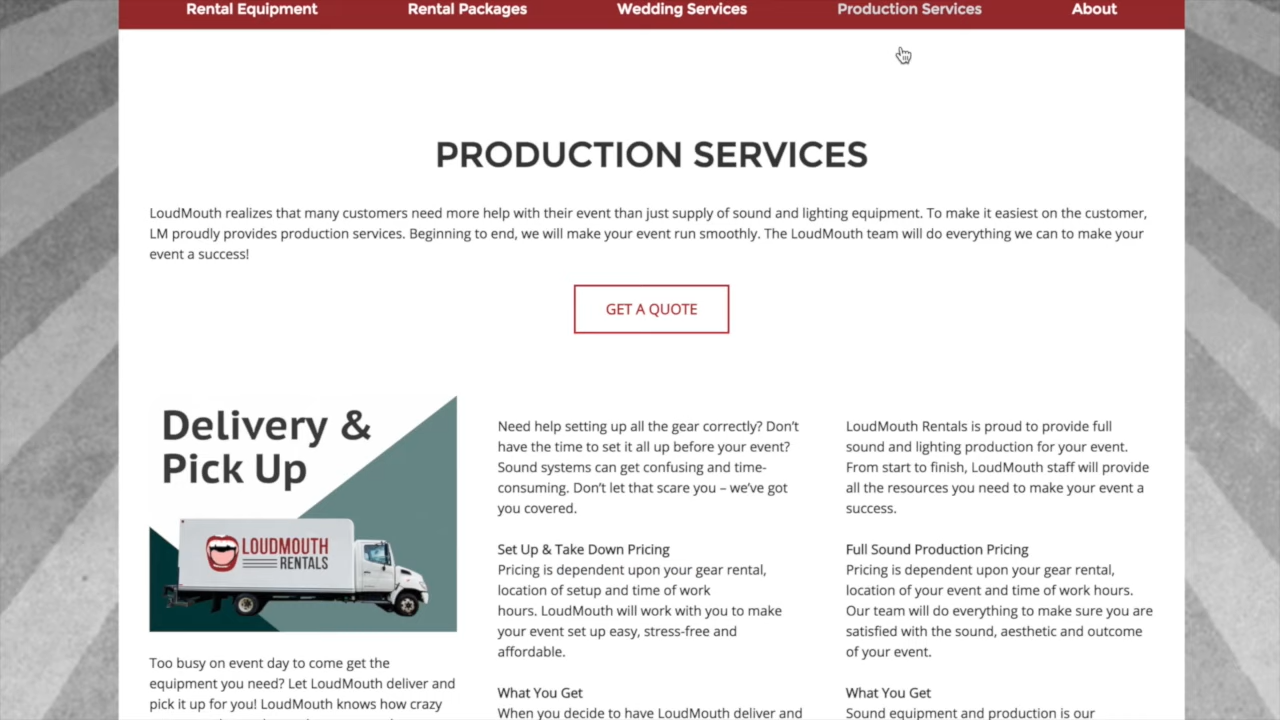 Rental Equipment
Rental Packages
Wedding Services
Production Services
About
PRODUCTION SERVICES
LoudMouth realizes that many customers need more help with their event than just supply of sound and lighting equipment. To make it easiest on the customer,
LM proudly provides production services. Beginning to end, we will make your event run smoothly. The LoudMouth team will do everything we can to make your
event a success!
GET A QUOTE
Delivery &
Pick Up
LOUDMOUTH
RENTALS
Too busy on event day to come get the
equipment you need? Let LoudMouth deliver and
pick it up for you! LoudMouth knows how crazy
Need help setting up all the gear correctly? Don’t
have the time to set it all up before your event?
Sound systems can get confusing and time-
consuming. Don’t let that scare you – we’ve got
you covered.
Set Up & Take Down Pricing
Pricing is dependent upon your gear rental,
location of setup and time of work
hours. LoudMouth will work with you to make
your event set up easy, stress-free and
affordable.
What You Get
When you decide to have LoudMouth deliver and
LoudMouth Rentals is proud to provide full
sound and lighting production for your event.
From start to finish, LoudMouth staff will provide
all the resources you need to make your event a
success.
Full Sound Production Pricing
Pricing is dependent upon your gear rental,
location of your event and time of work hours.
Our team will do everything to make sure you are
satisfied with the sound, aesthetic and outcome
of your event.
What You Get
Sound equipment and production is our